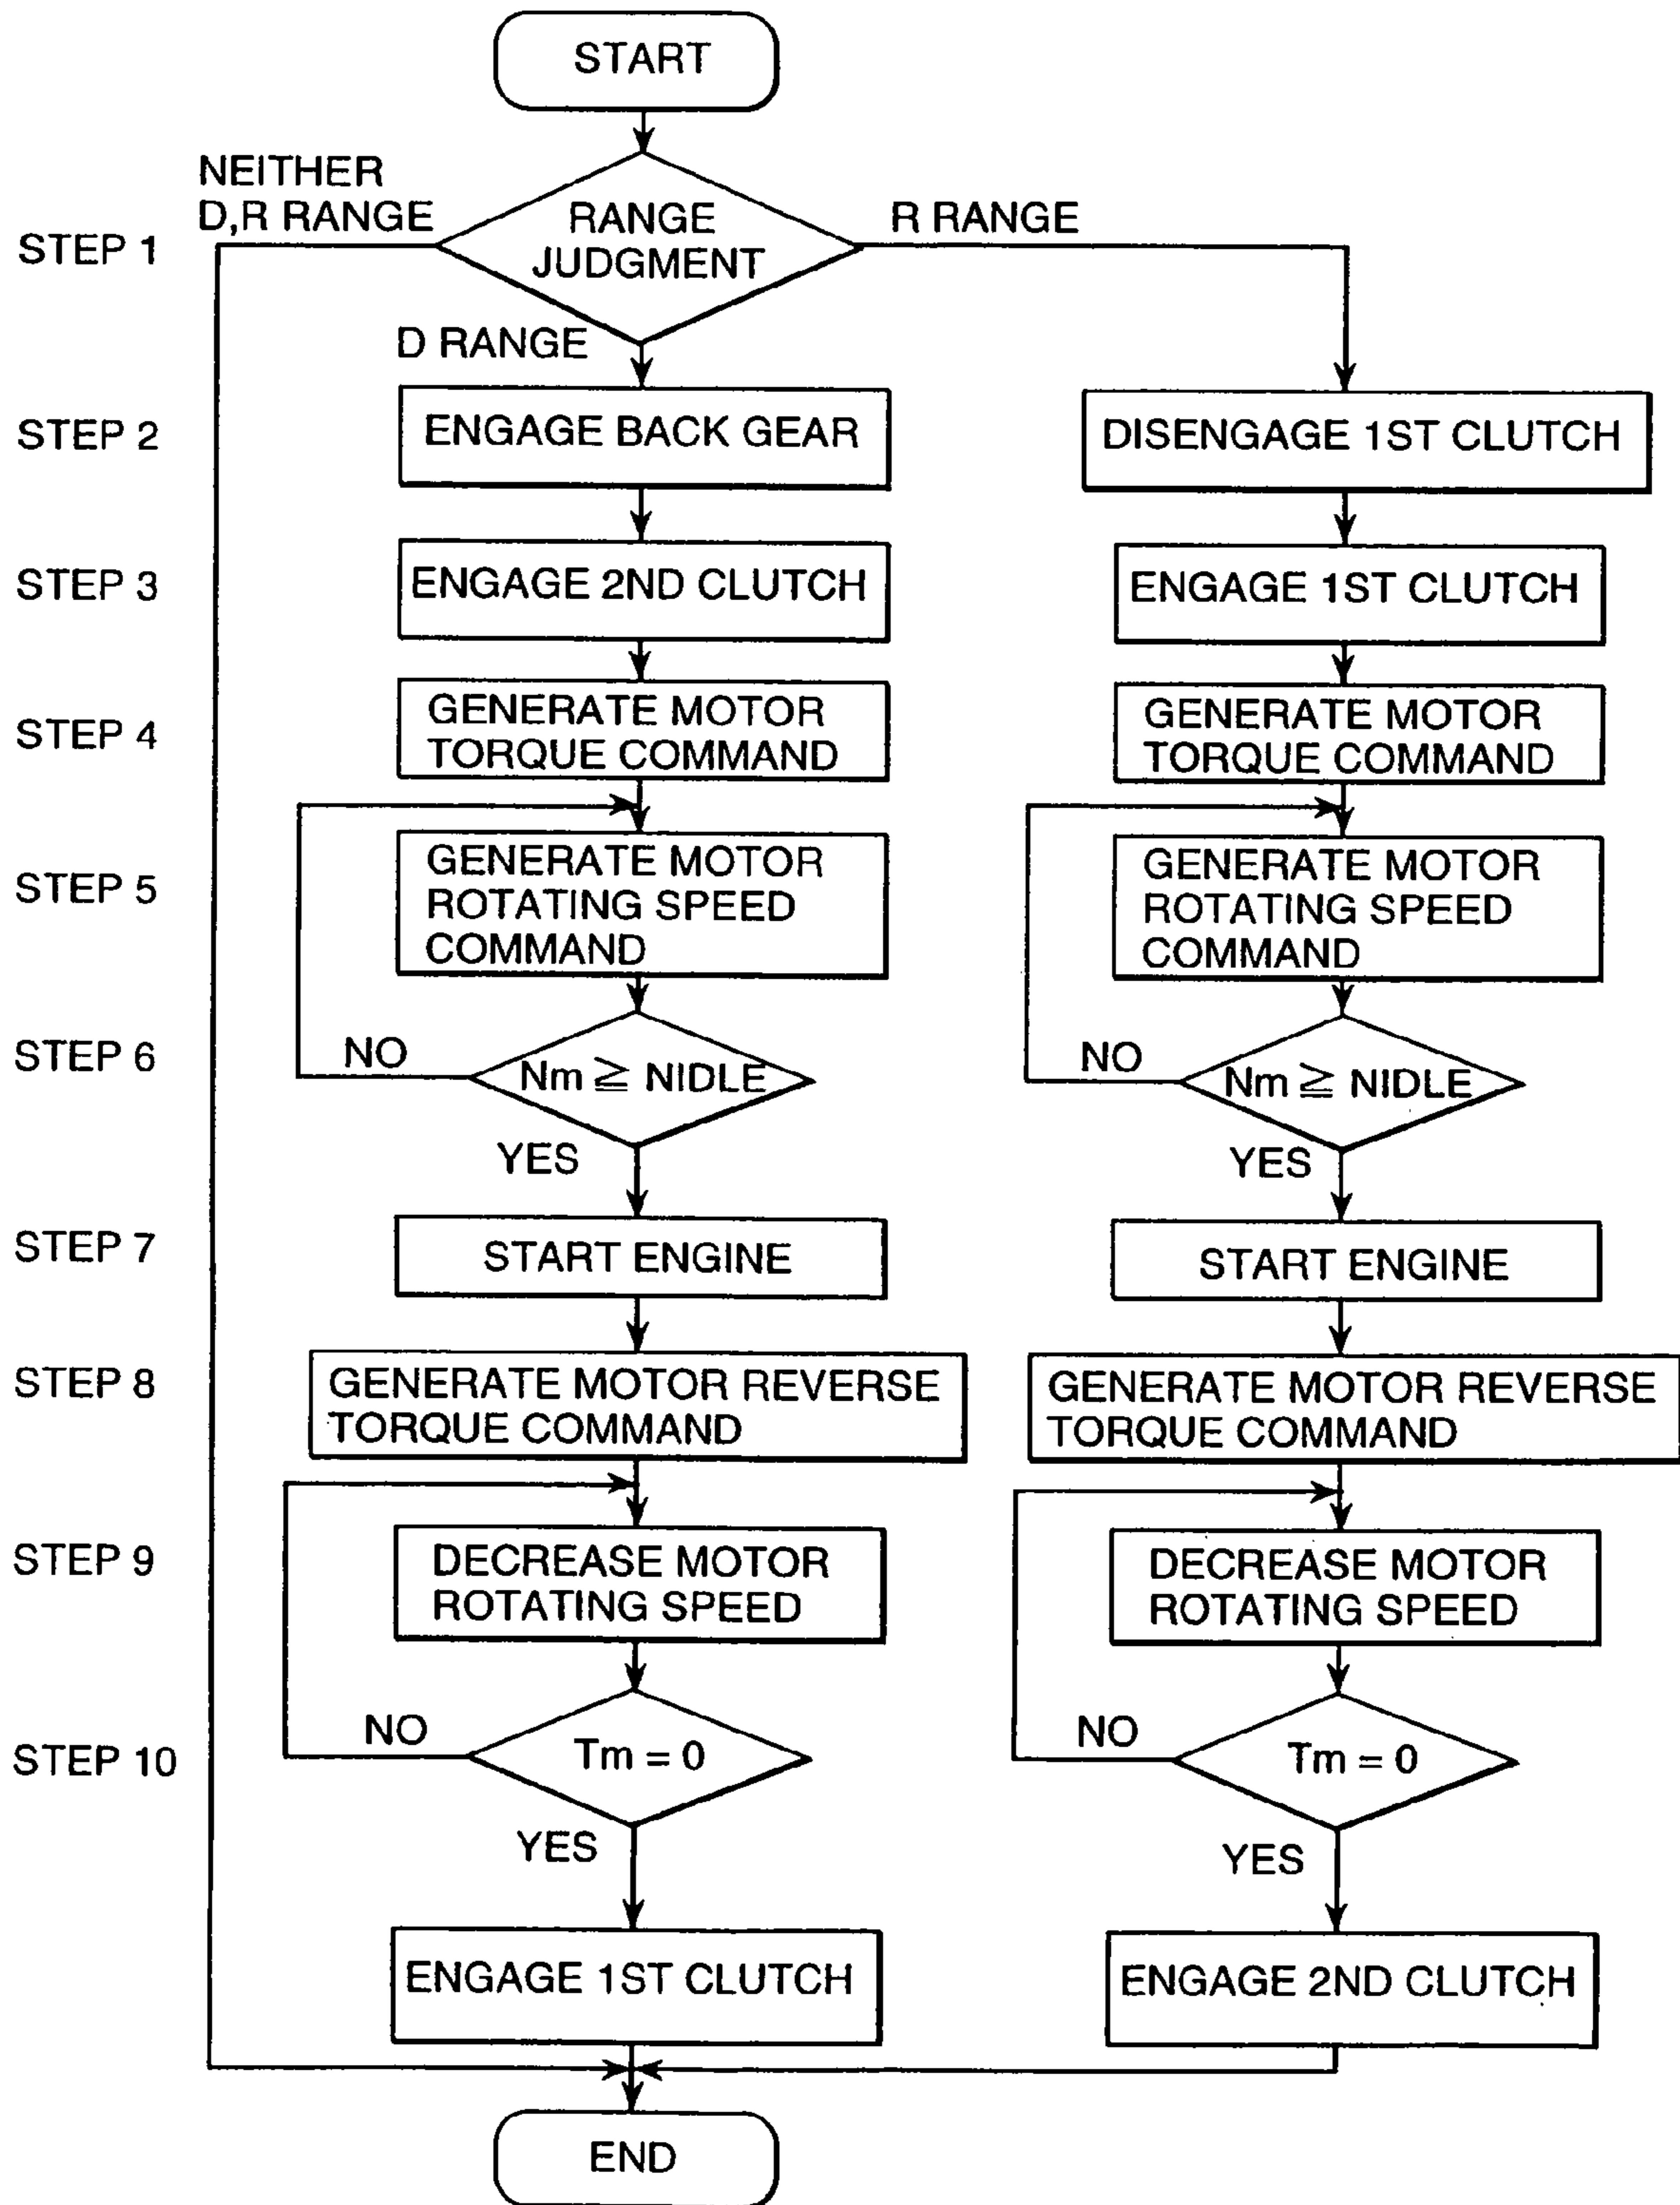 START
NEITHER
D,R RANGE
R RANGE
STEP 1
RANGE
JUDGMENT
D RANGE
STEP 2
ENGAGE BACK GEAR
DISENGAGE 1ST CLUTCH
STEP 3
ENGAGE 2ND CLUTCH
ENGAGE 1ST CLUTCH
STEP 4
GENERATE MOTOR
TORQUE COMMAND
GENERATE MOTOR
TORQUE COMMAND
STEP 5
GENERATE MOTOR
ROTATING SPEED
COMMAND
GENERATE MOTOR
ROTATING SPEED
COMMAND
STEP 6
NO
Nm ≧ NIDLE
NO
Nm ≧ NIDLE
YES
YES
STEP 7
START ENGINE
START ENGINE
STEP 8
GENERATE MOTOR REVERSE
TORQUE COMMAND
GENERATE MOTOR REVERSE
TORQUE COMMAND
STEP 9
DECREASE MOTOR
ROTATING SPEED
DECREASE MOTOR
ROTATING SPEED
STEP 10
NO
Tm = 0
NO
Tm = 0
YES
YES
ENGAGE 1ST CLUTCH
ENGAGE 2ND CLUTCH
END